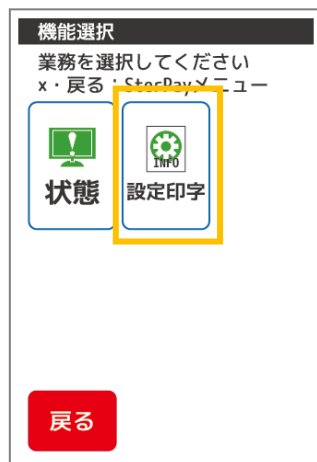 機能選択
業務を選択してください
x・戻る：SterPayメニュー
INFO
状態
設定印字
戻る